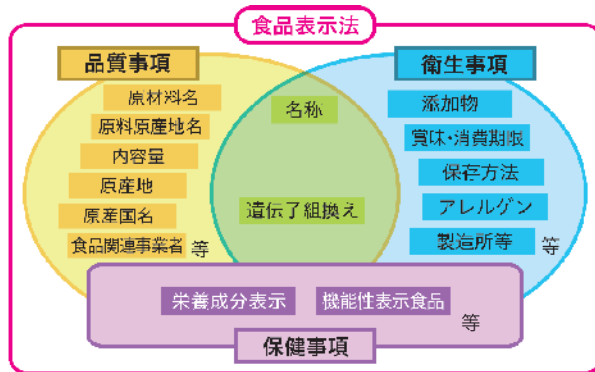 食品表示法
品質事項
原材料名
原料原産地名
内容量
原産地
原産国名
食品関連事業者 等
名称
遺伝子組換え
衛生事項
添加物
賞味・消費期限
保存方法
アレルゲン
製造所等 等
栄養成分表示
機能性表示食品
等
保健事項